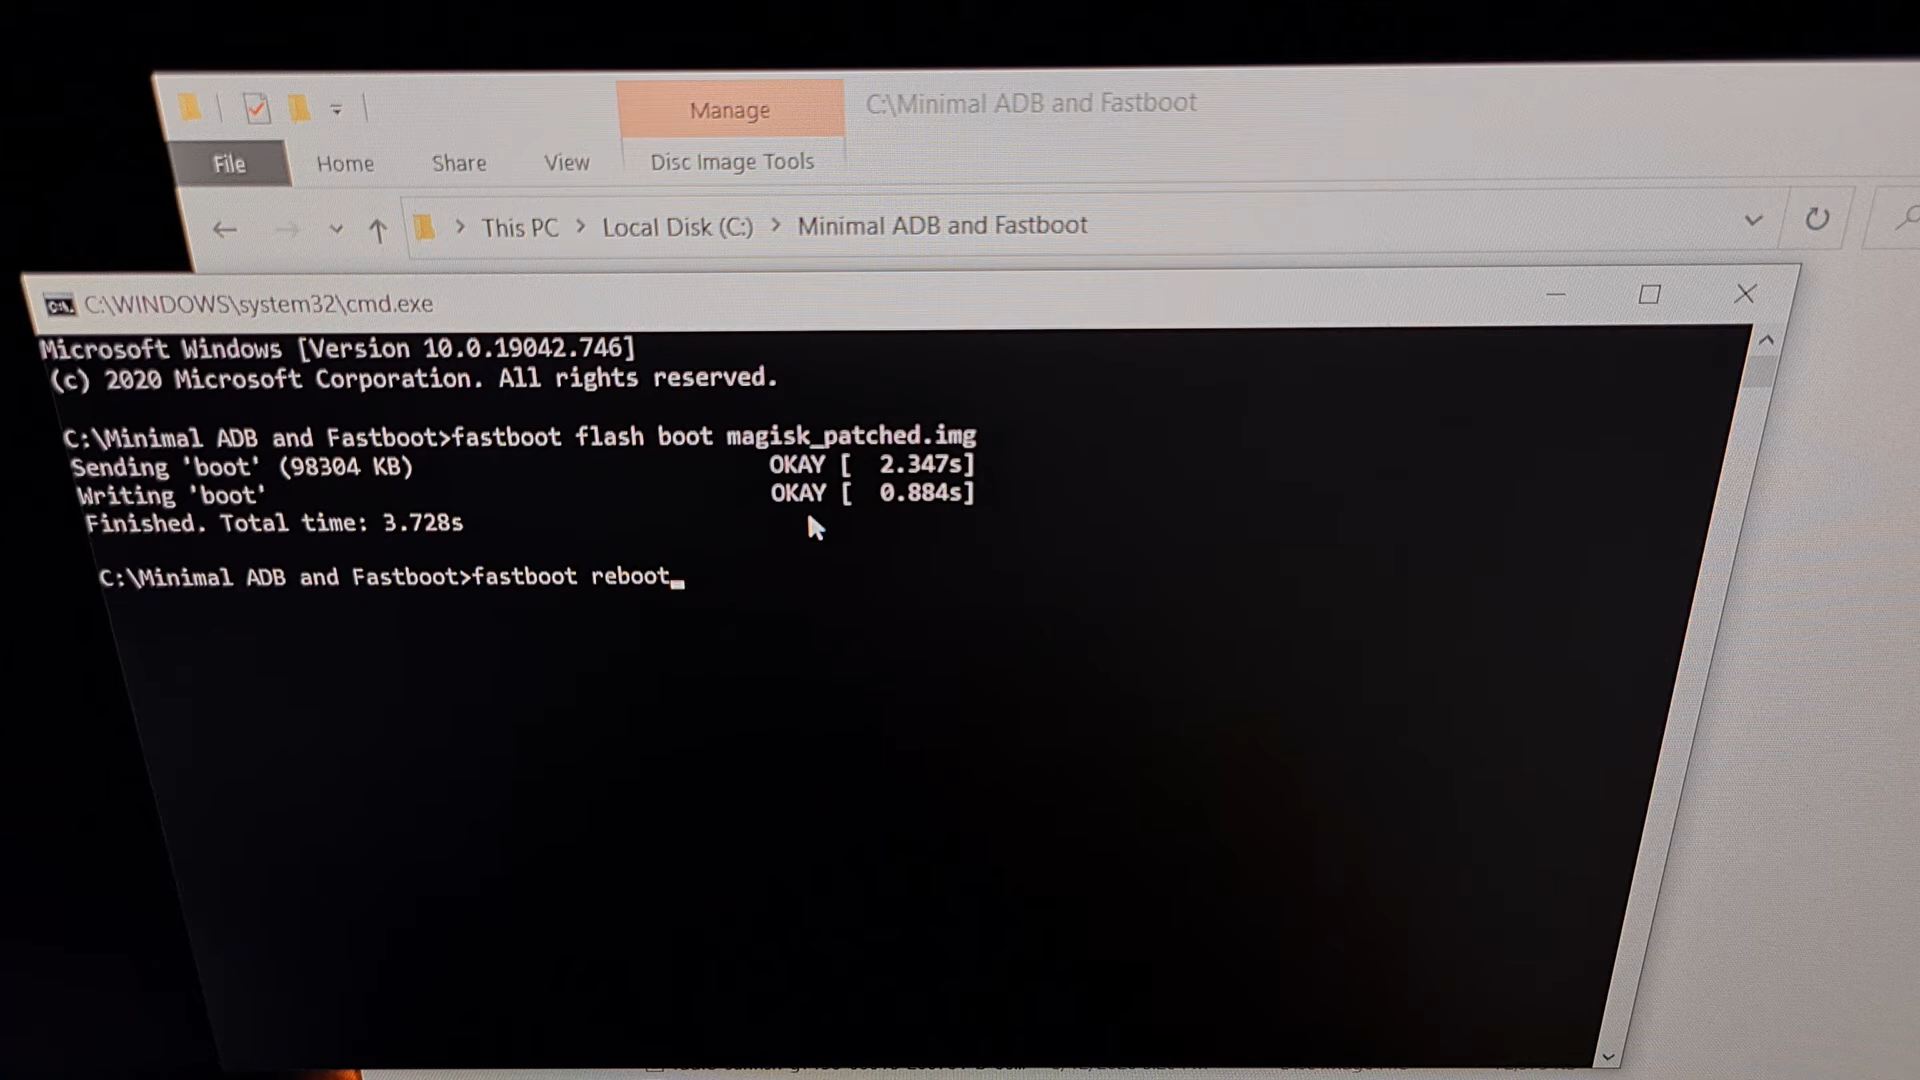 Manage
C:\Minimal ADB and Fastboot
File
Home
Share
View
Disc Image Tools
This PC > Local Disk (C:) > Minimal ADB and Fastboot
C:\WINDOWS\system32\cmd.exe
Microsoft Windows [Version 10.0.19042.746]
(c) 2020 Microsoft Corporation. All rights reserved.
C:\Minimal ADB and Fastboot>fastboot flash boot magisk_patched.img
Sending 'boot' (98304 KB) OKAY [ 2.347s]
Writing 'boot' OKAY [ 0.884s]
Finished. Total time: 3.728s
C:\Minimal ADB and Fastboot>fastboot reboot_